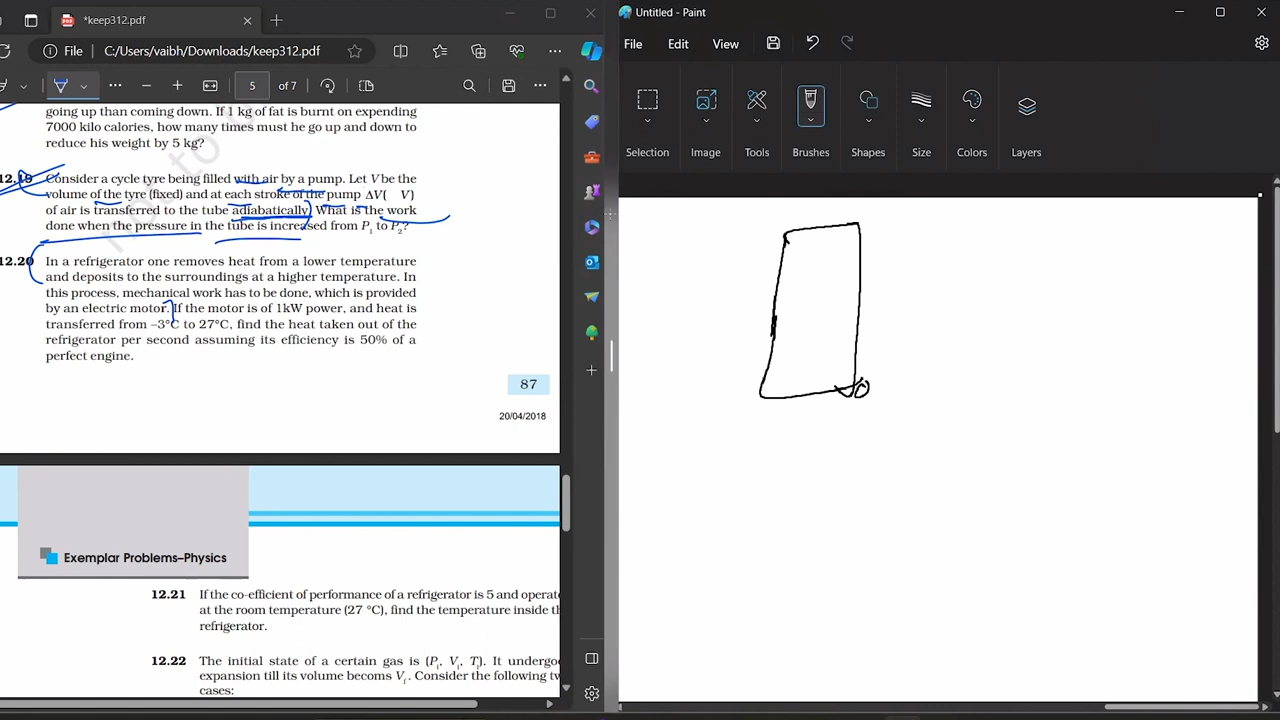 *keep312.pdf
File
C:/Users/vaibh/Downloads/keep312.pdf
5 of 7
going up than coming down. If 1 kg of fat is burnt on expending
7000 kilo calories, how many times must he go up and down to
reduce his weight by 5 kg?
12.19 Consider a cycle tyre being filled with air by a pump. Let V be the
volume of the tyre (fixed) and at each stroke of the pump ΔV( V)
of air is transferred to the tube adiabatically. What is the work
done when the pressure in the tube is increased from P1 to P2?
12.20 In a refrigerator one removes heat from a lower temperature
and deposits to the surroundings at a higher temperature. In
this process, mechanical work has to be done, which is provided
by an electric motor. If the motor is of 1kW power, and heat is
transferred from –3°C to 27°C, find the heat taken out of the
refrigerator per second assuming its efficiency is 50% of a
perfect engine.
87
20/04/2018
Exemplar Problems–Physics
12.21 If the co-efficient of performance of a refrigerator is 5 and operate
at the room temperature (27 °C), find the temperature inside th
refrigerator.
12.22 The initial state of a certain gas is (Pi, Vi, Ti). It undergo
expansion till its volume becoms Vf. Consider the following tw
cases:
Untitled - Paint
File Edit View
Selection Image Tools Brushes Shapes Size Colors Layers